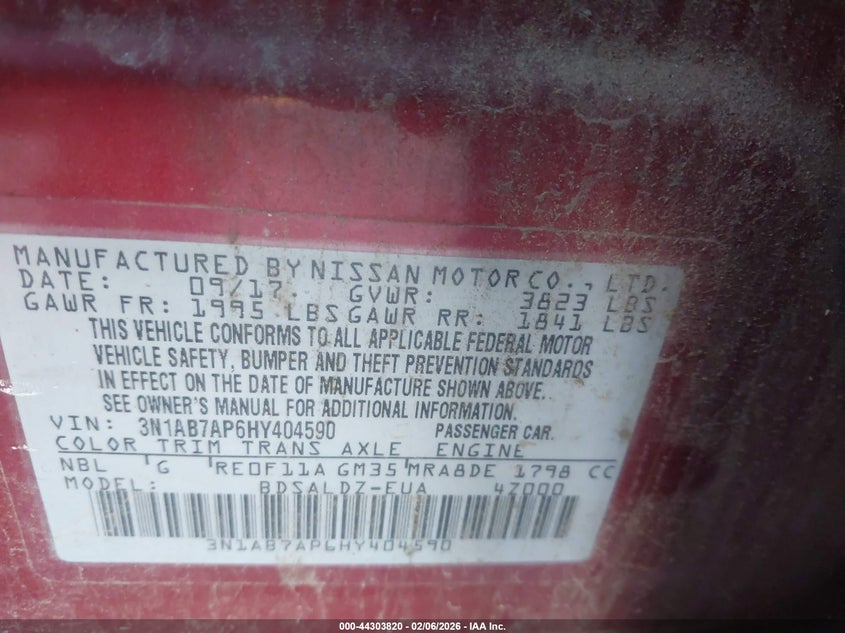 MANUFACTURED BY NISSAN MOTOR CO., LTD.
DATE: 09/17 GVWR: 3823 LBS
GAWR FR: 1995 LBS GAWR RR: 1841 LBS
THIS VEHICLE CONFORMS TO ALL APPLICABLE FEDERAL MOTOR
VEHICLE SAFETY, BUMPER AND THEFT PREVENTION STANDARDS
IN EFFECT ON THE DATE OF MANUFACTURE SHOWN ABOVE.
SEE OWNER'S MANUAL FOR ADDITIONAL INFORMATION.
VIN: 3N1AB7AP6HY404590 PASSENGER CAR.
COLOR TRIM TRANS AXLE ENGINE
NBL G RE0F11A GM35 MRA8DE 1798 CC
MODEL: BDSALDZ-EUA 4Z000
3N1AB7AP6HY404590
000-44303820 | 02/06/2026 – IAA Inc.